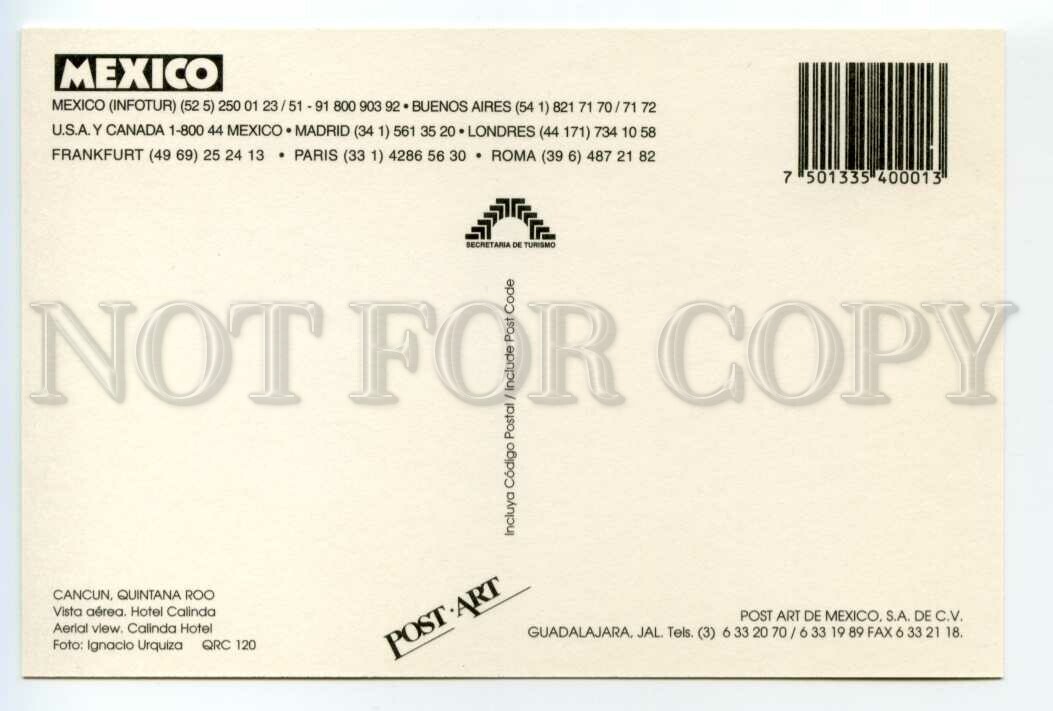 MEXICO
MEXICO (INFOTUR) (52 5) 250 01 23 / 51 - 91 800 903 92 • BUENOS AIRES (54 1) 821 71 70 / 71 72
U.S.A. Y CANADA 1-800 44 MEXICO • MADRID (34 1) 561 35 20 • LONDRES (44 171) 734 10 58
FRANKFURT (49 69) 25 24 13 • PARIS (33 1) 4286 56 30 • ROMA (39 6) 487 21 82
7 501335 400013
SECRETARIA DE TURISMO
Incluya Código Postal / Include Post Code
NOT FOR COPY
CANCUN, QUINTANA ROO
Vista aérea. Hotel Calinda
Aerial view. Calinda Hotel
Foto: Ignacio Urquiza QRC 120
POST·ART
POST ART DE MEXICO, S.A. DE C.V.
GUADALAJARA, JAL. Tels. (3) 6 33 20 70 / 6 33 19 89 FAX 6 33 21 18.